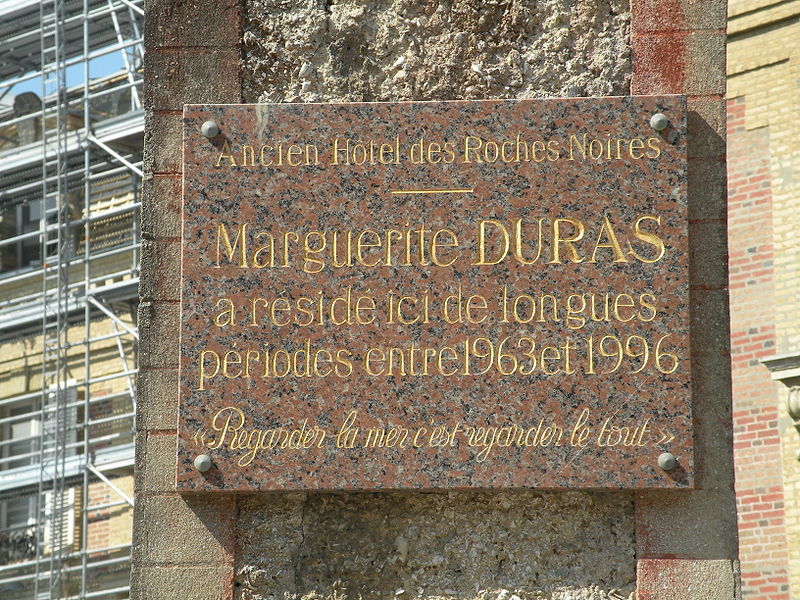 Ancien Hôtel des Roches Noires
Marguerite DURAS
a résidé ici de longues
périodes entre 1963 et 1996
« Regarder la mer c'est regarder le tout »